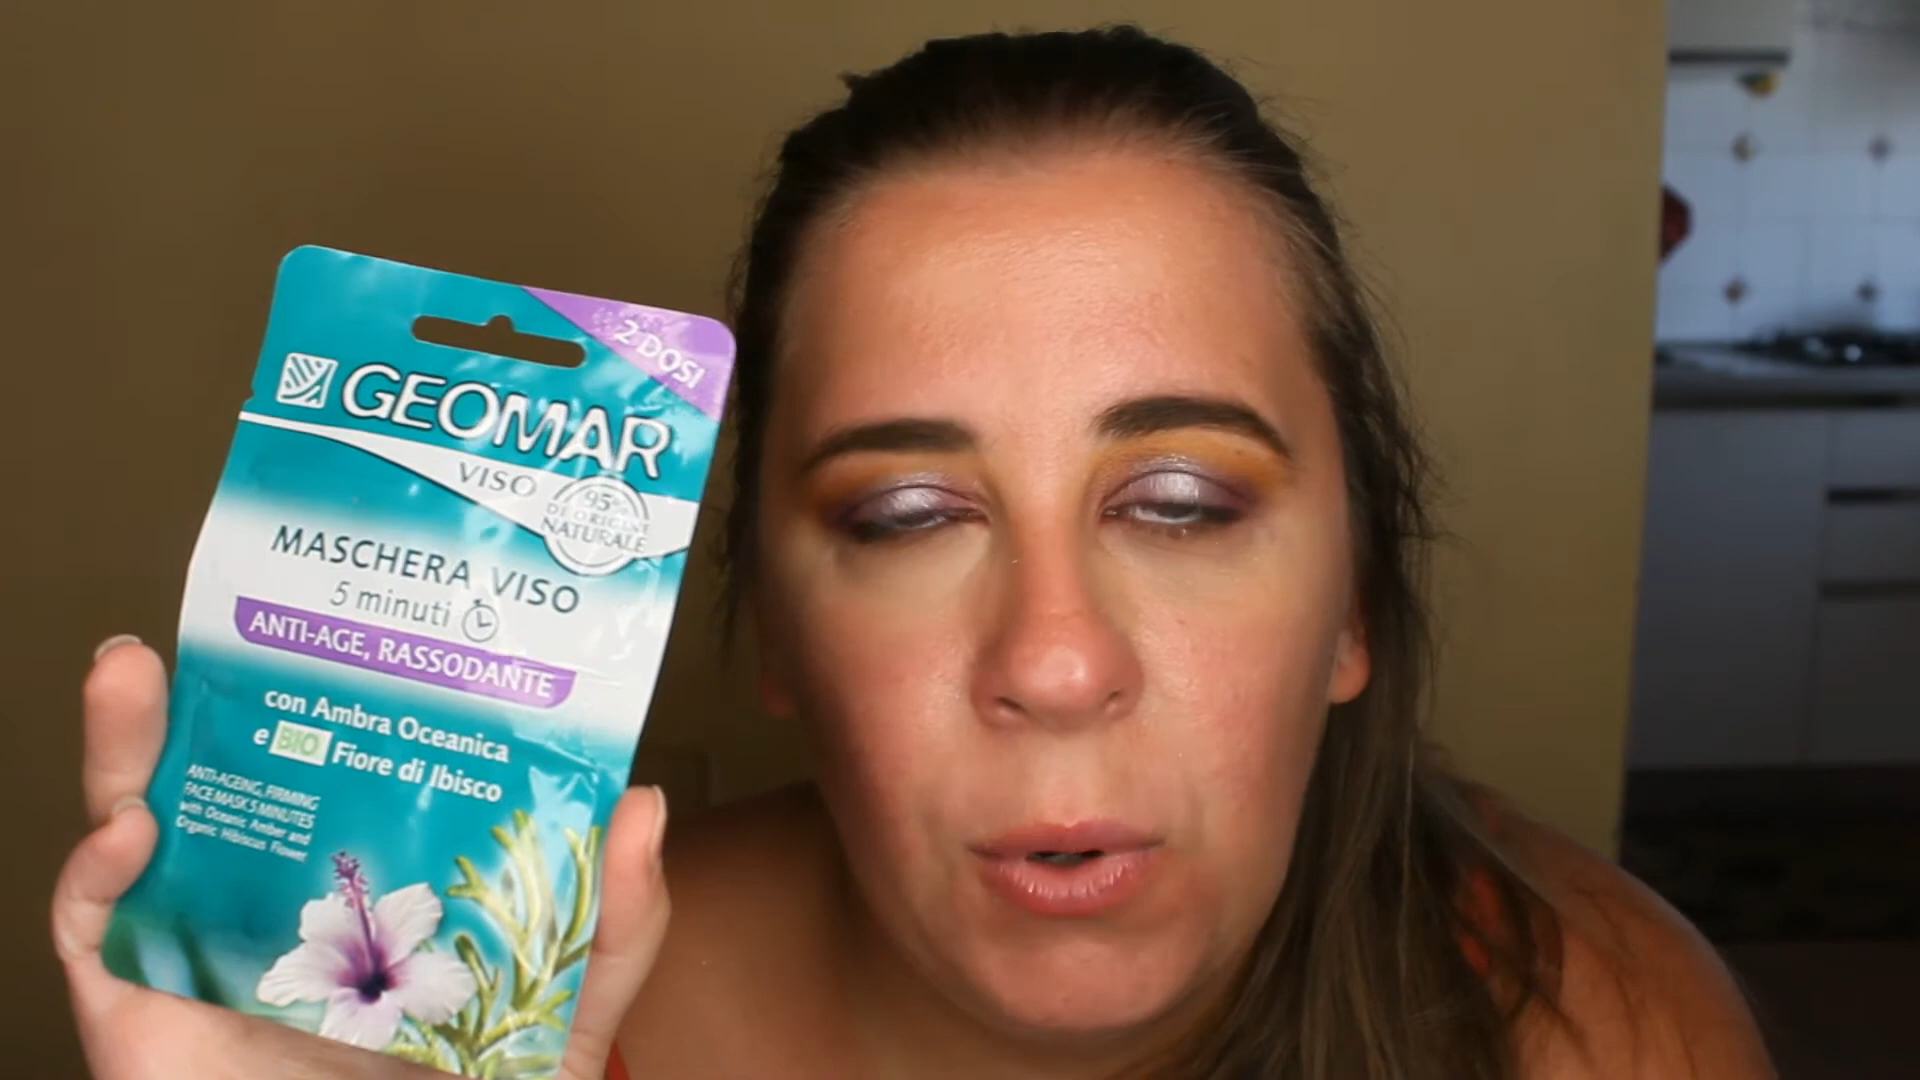 2 DOSI
GEOMAR
VISO
95%
DI ORIGINE
NATURALE
MASCHERA VISO
5 minuti
ANTI-AGE, RASSODANTE
con Ambra Oceanica
e BIO Fiore di Ibisco
ANTI-AGEING, FIRMING
FACE MASK 5 MINUTES
with Oceanic Amber and
Organic Hibiscus Flower